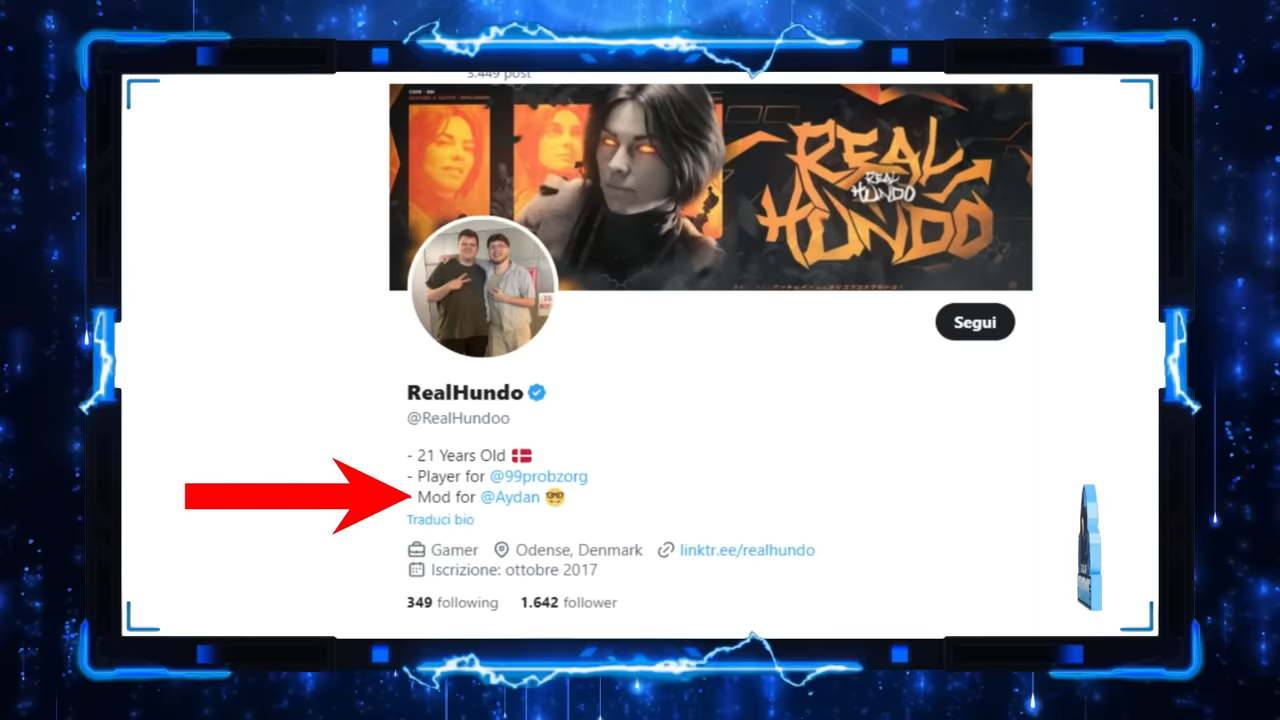 3.449 post
REAL
REAL
HUNDO
HUNDO
Segui
RealHundo
@RealHundoo
- 21 Years Old 🇩🇰
- Player for @99probzorg
- Mod for @Aydan 🤓
Traduci bio
Gamer Odense, Denmark linktr.ee/realhundo
Iscrizione: ottobre 2017
349 following 1.642 follower